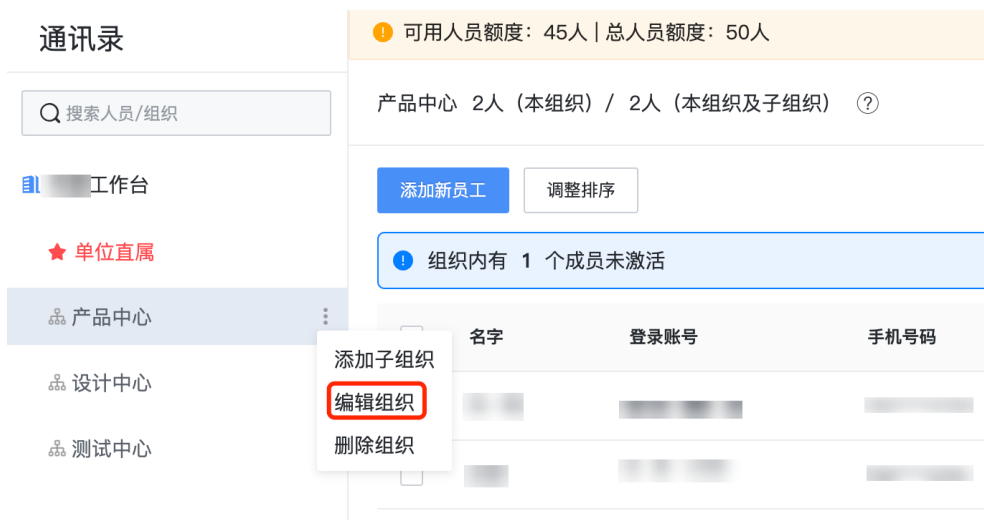 通讯录
可用人员额度：45人 | 总人员额度：50人
搜索人员/组织
产品中心 2人（本组织）/ 2人（本组织及子组织）
工作台
添加新员工
调整排序
单位直属
组织内有 1 个成员未激活
产品中心
名字
登录账号
手机号码
添加子组织
设计中心
编辑组织
删除组织
测试中心